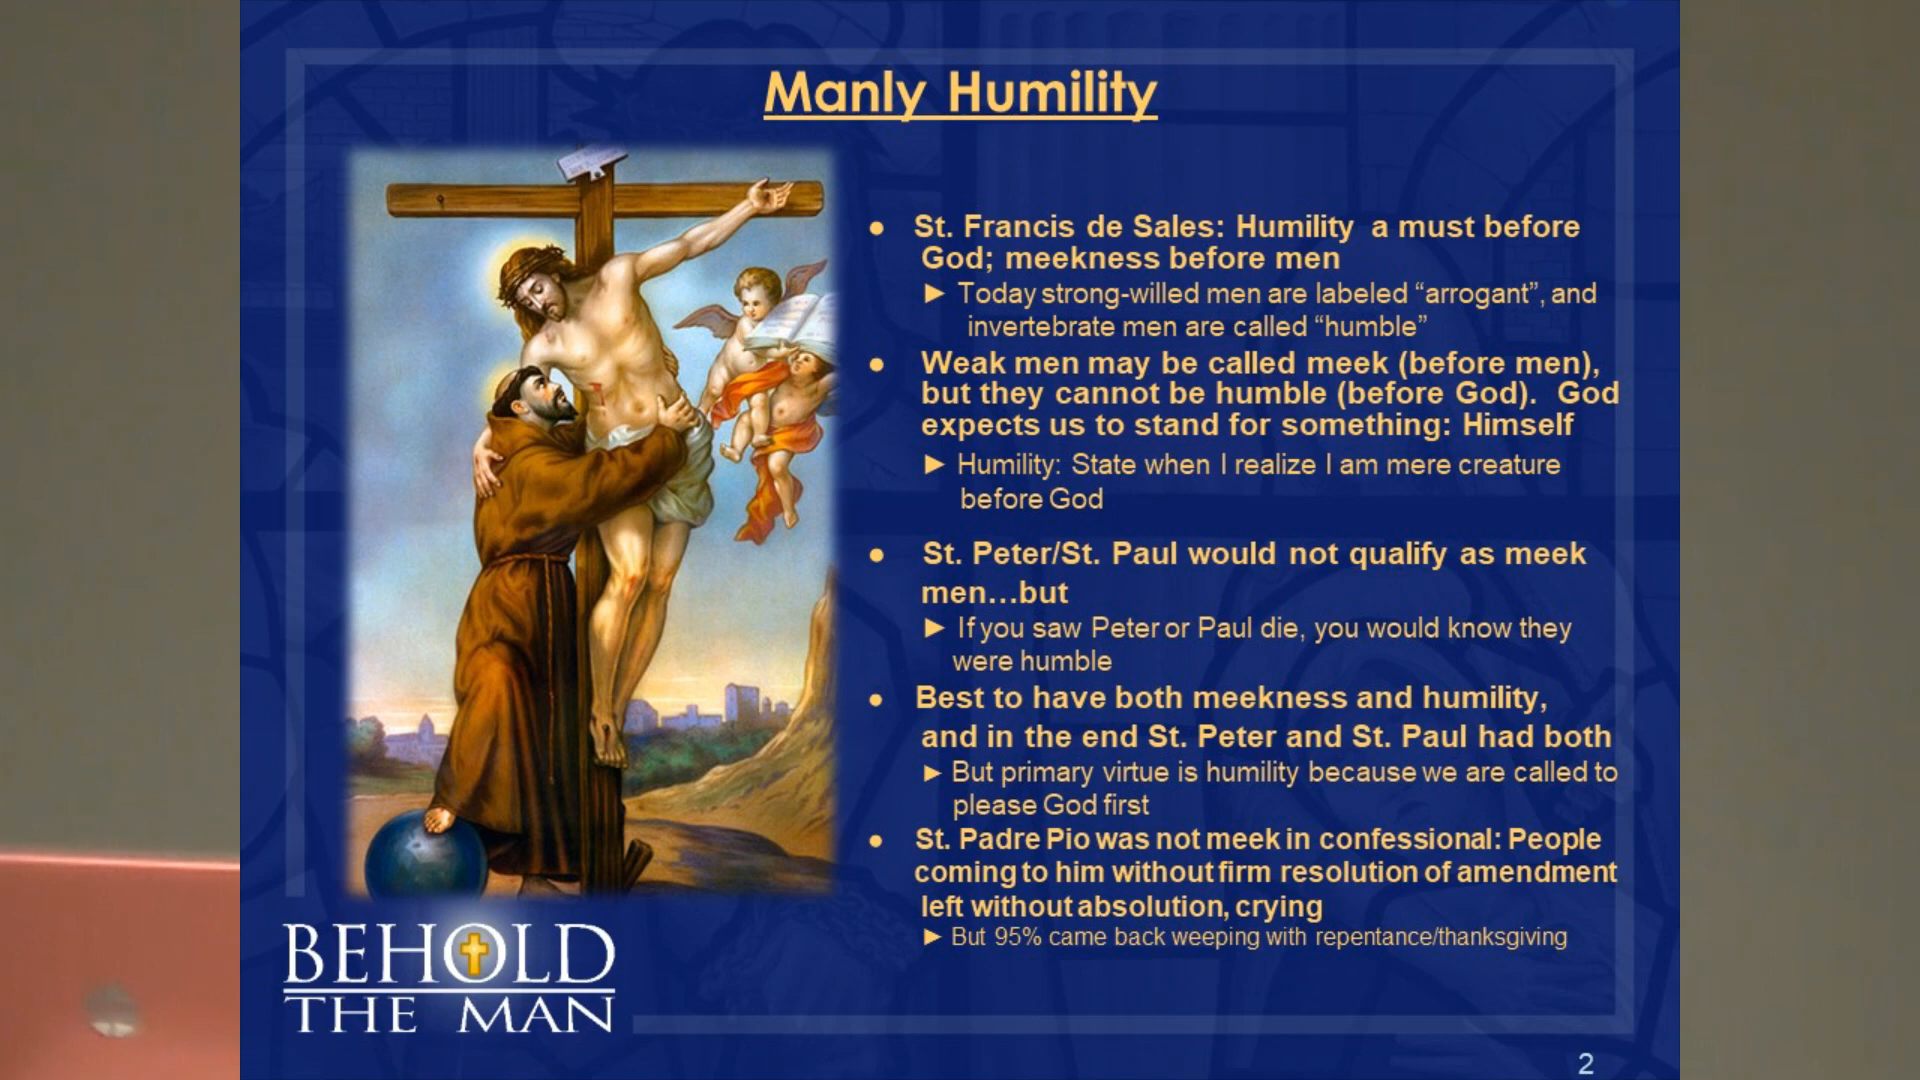 Manly Humility
● St. Francis de Sales: Humility a must before
God; meekness before men
► Today strong-willed men are labeled “arrogant”, and
invertebrate men are called “humble”
● Weak men may be called meek (before men),
but they cannot be humble (before God). God
expects us to stand for something: Himself
► Humility: State when I realize I am mere creature
before God
● St. Peter/St. Paul would not qualify as meek
men…but
► If you saw Peter or Paul die, you would know they
were humble
● Best to have both meekness and humility,
and in the end St. Peter and St. Paul had both
► But primary virtue is humility because we are called to
please God first
● St. Padre Pio was not meek in confessional: People
coming to him without firm resolution of amendment
left without absolution, crying
► But 95% came back weeping with repentance/thanksgiving
BEHOLD
THE MAN
2